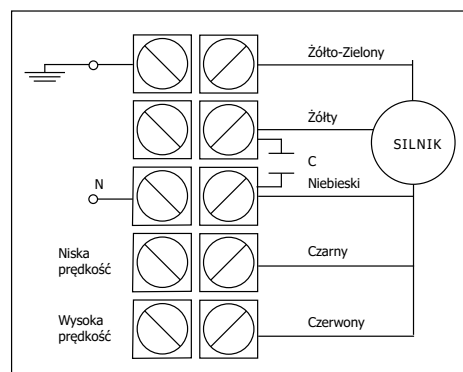 Żółto-Zielony
Żółty
SILNIK
C
N
Niebieski
Niska
prędkość
Czarny
Wysoka
prędkość
Czerwony